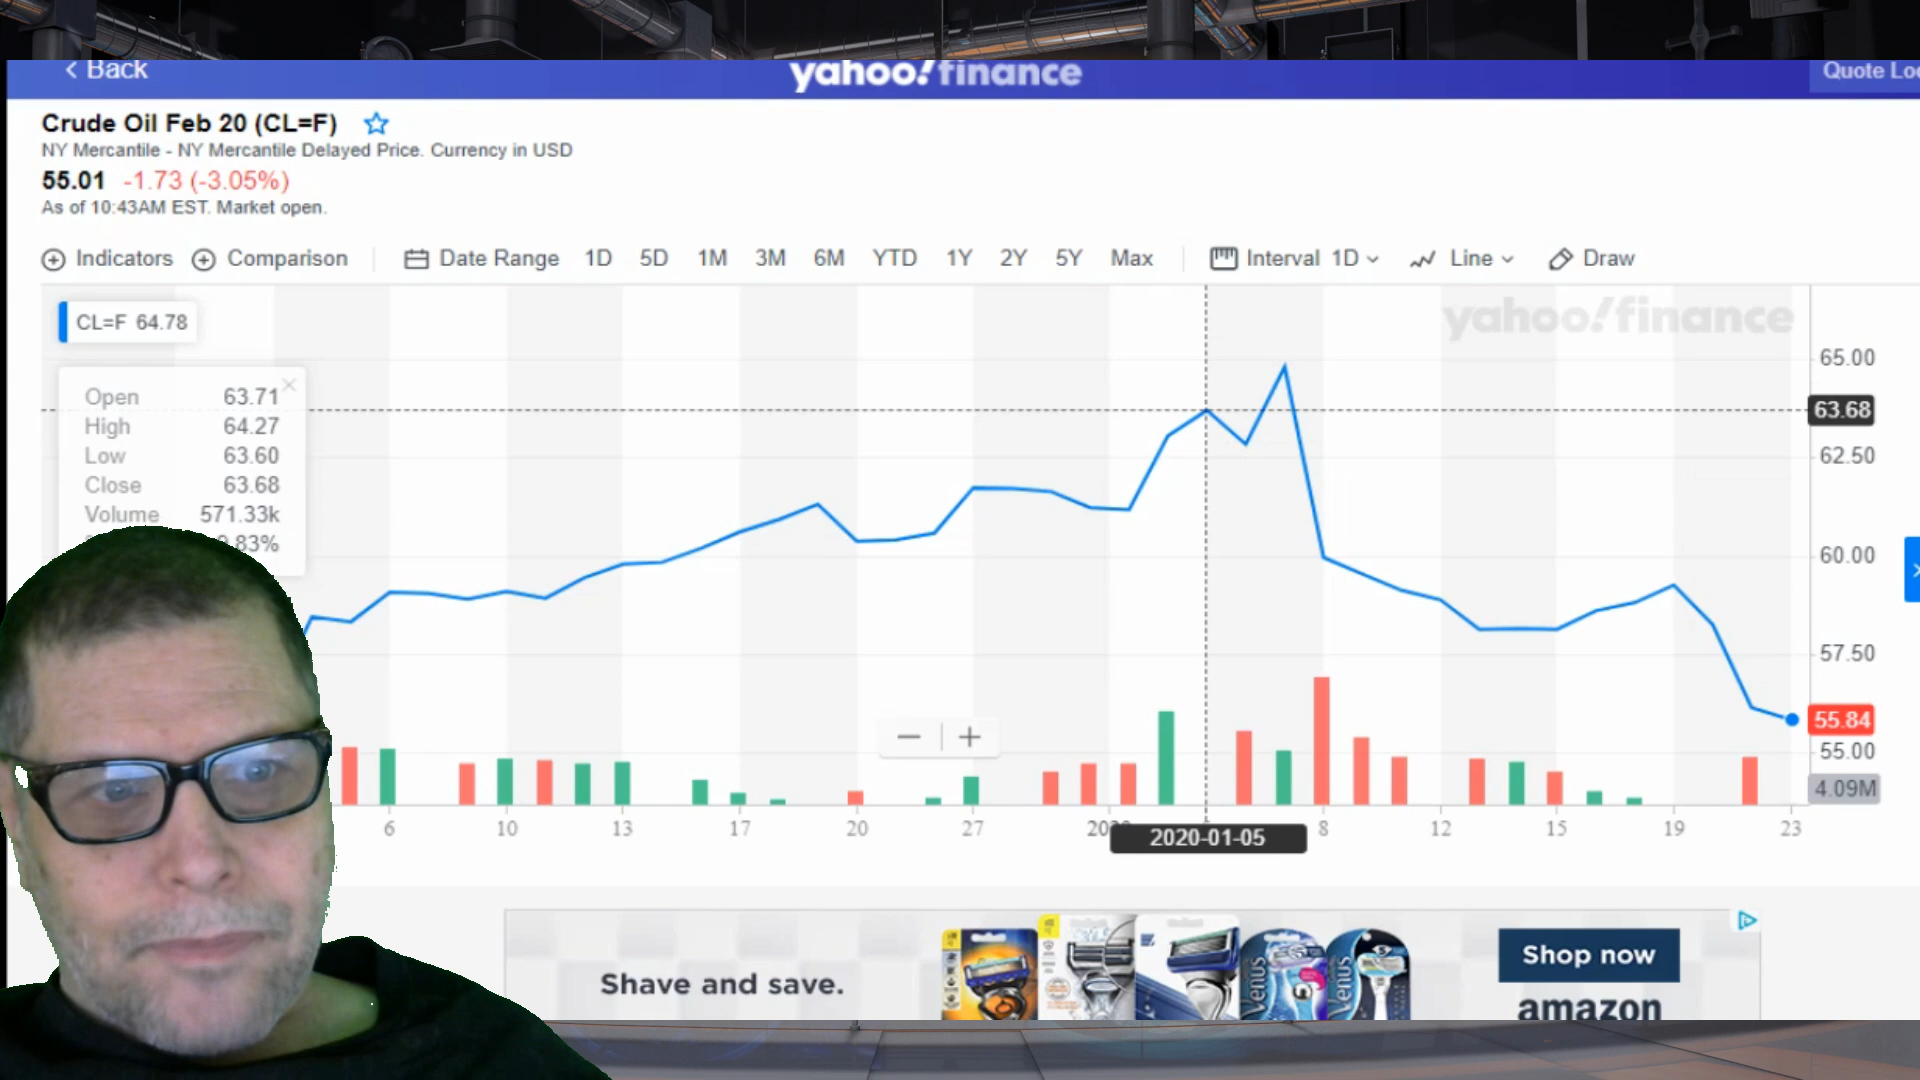 < Back
yahoo!finance
Quote Loo
Crude Oil Feb 20 (CL=F)
NY Mercantile - NY Mercantile Delayed Price. Currency in USD
55.01 -1.73 (-3.05%)
As of 10:43AM EST. Market open.
Indicators Comparison Date Range 1D 5D 1M 3M 6M YTD 1Y 2Y 5Y Max Interval 1D Line Draw
CL=F 64.78
yahoo!finance
Open 63.71
High 64.27
Low 63.60
Close 63.68
Volume 571.33k
.83%
65.00
63.68
62.50
60.00
57.50
55.84
55.00
4.09M
6 10 13 17 20 27 8 12 15 19 23
2020-01-05
Shave and save.
Venus
Venus
Shop now
amazon